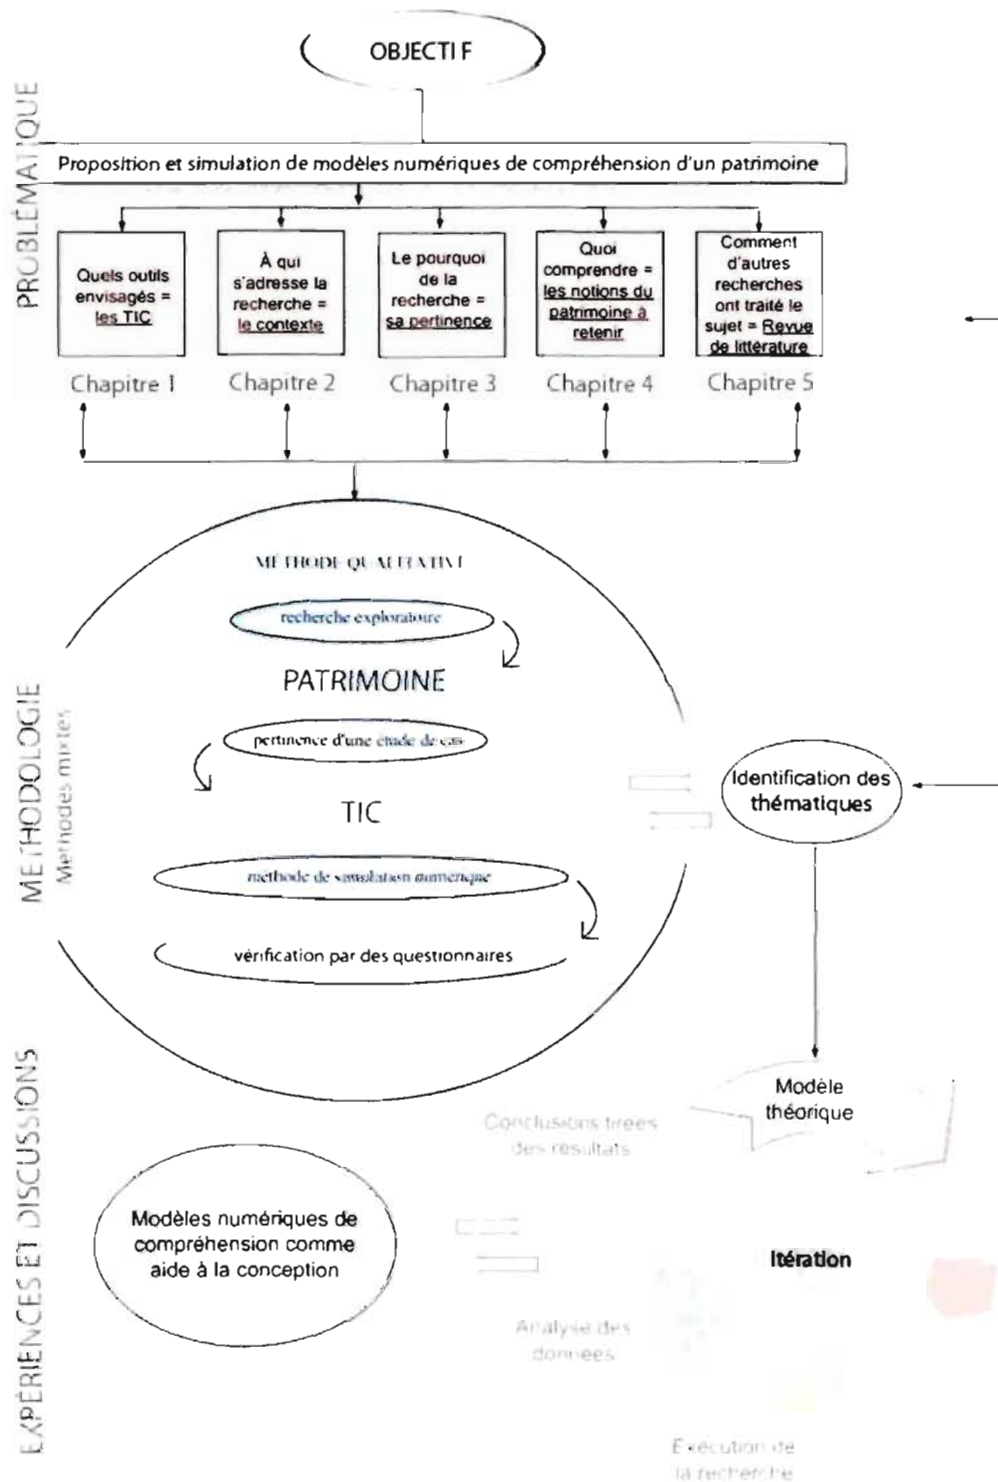 OBJECTIF
PROBLÉMATIQUE
Proposition et simulation de modèles numériques de compréhension d'un patrimoine
Quels outils
envisagés =
les TIC
À qui
s'adresse la
recherche =
le contexte
Le pourquoi
de la
recherche =
sa pertinence
Quoi
comprendre =
les notions du
patrimoine à
retenir
Comment
d'autres
recherches
ont traité le
sujet = Revue
de littérature
Chapitre 1
Chapitre 2
Chapitre 3
Chapitre 4
Chapitre 5
METHODOLOGIE
Méthodes mixtes
MÉTHODE QUALITATIVE
recherche exploratoire
PATRIMOINE
pertinence d'une étude de cas
TIC
méthode de simulation numérique
vérification par des questionnaires
Identification des
thématiques
EXPÉRIENCES ET DISCUSSIONS
Modèle
théorique
Conclusions tirées
des résultats
Modèles numériques de
compréhension comme
aide à la conception
Itération
Analyse des
données
Exécution de
la recherche